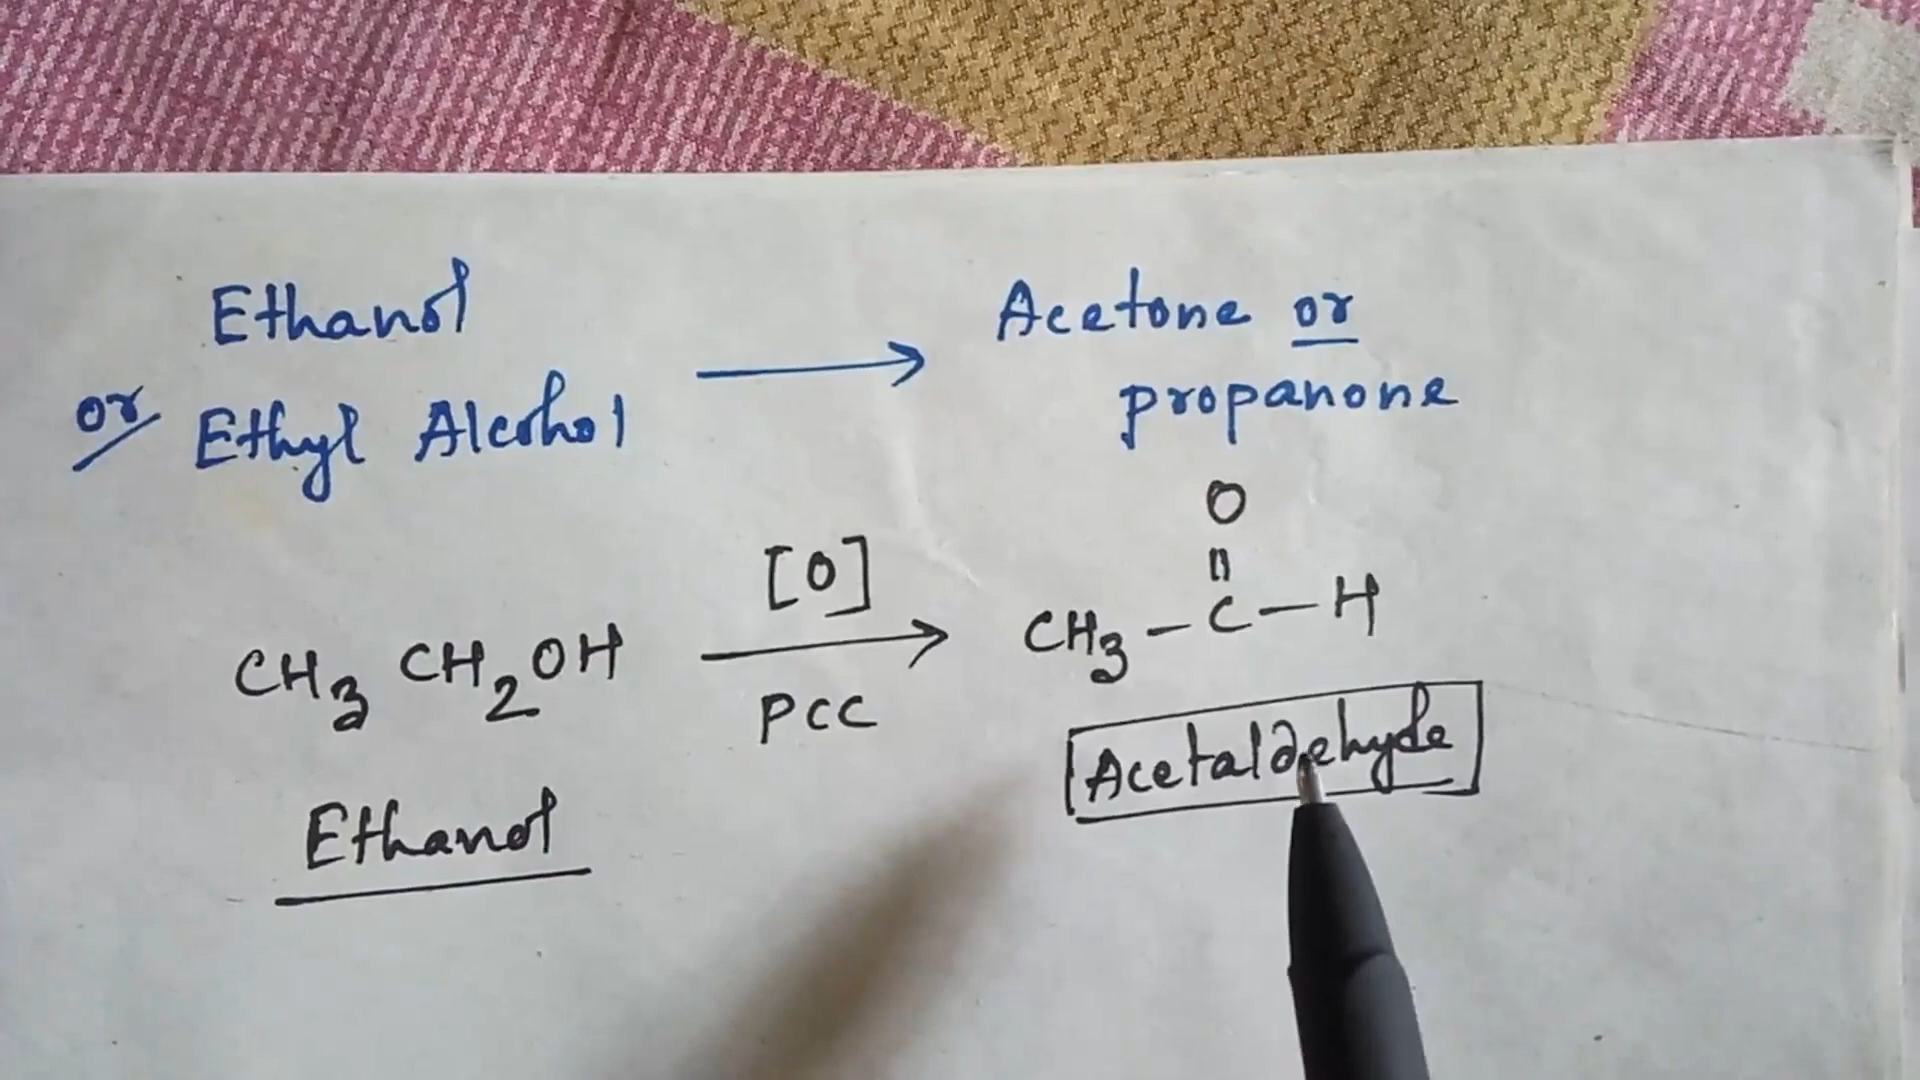 Ethanol
or Ethyl Alcohol ⟶ Acetone or
propanone
O
[O]
||
CH₃ CH₂OH ⟶ CH₃ – C – H
PCC
Acetaldehyde
Ethanol